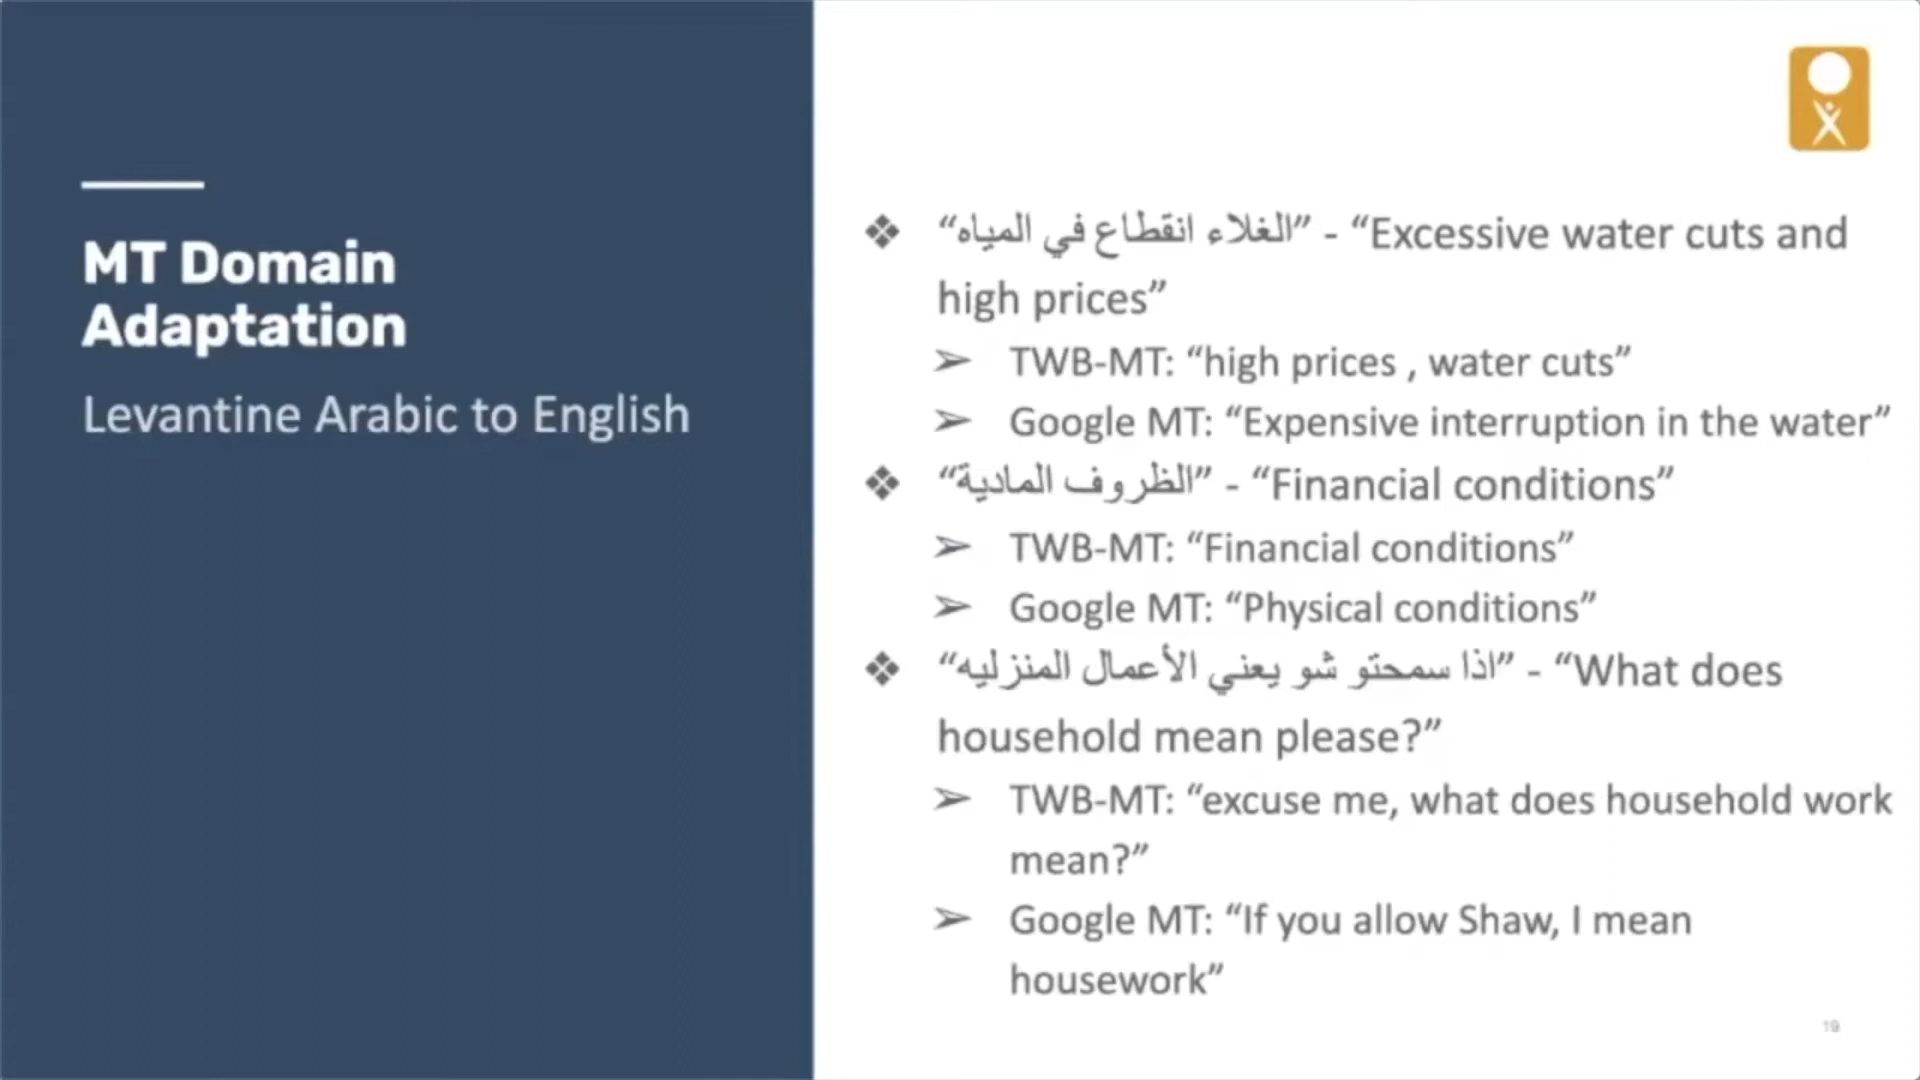 MT Domain
Adaptation
Levantine Arabic to English
❖ “الغلاء انقطاع في المياه” - “Excessive water cuts and
high prices”
➢ TWB-MT: “high prices , water cuts”
➢ Google MT: “Expensive interruption in the water”
❖ “الظروف المادية” - “Financial conditions”
➢ TWB-MT: “Financial conditions”
➢ Google MT: “Physical conditions”
❖ “اذا سمحتو شو يعني الأعمال المنزليه” - “What does
household mean please?”
➢ TWB-MT: “excuse me, what does household work
mean?”
➢ Google MT: “If you allow Shaw, I mean
housework”
19